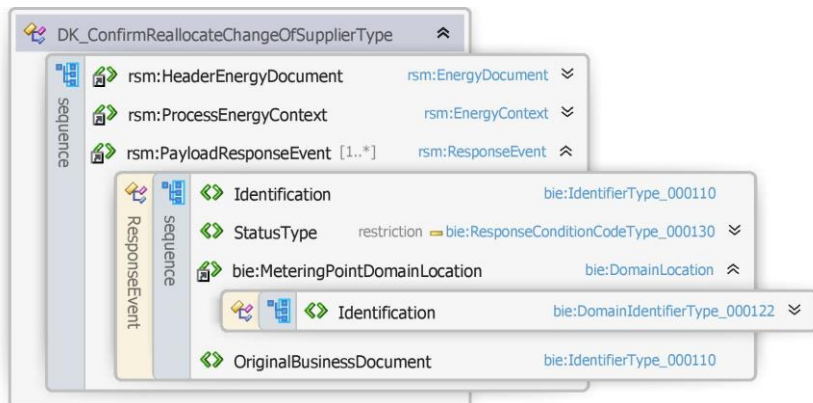 DK_ConfirmReallocateChangeOfSupplierType
sequence
rsm:HeaderEnergyDocument rsm:EnergyDocument
rsm:ProcessEnergyContext rsm:EnergyContext
rsm:PayloadResponseEvent [1..*] rsm:ResponseEvent
ResponseEvent
sequence
Identification bie:IdentifierType_000110
StatusType restriction bie:ResponseConditionCodeType_000130
bie:MeteringPointDomainLocation bie:DomainLocation
Identification bie:DomainIdentifierType_000122
OriginalBusinessDocument bie:IdentifierType_000110